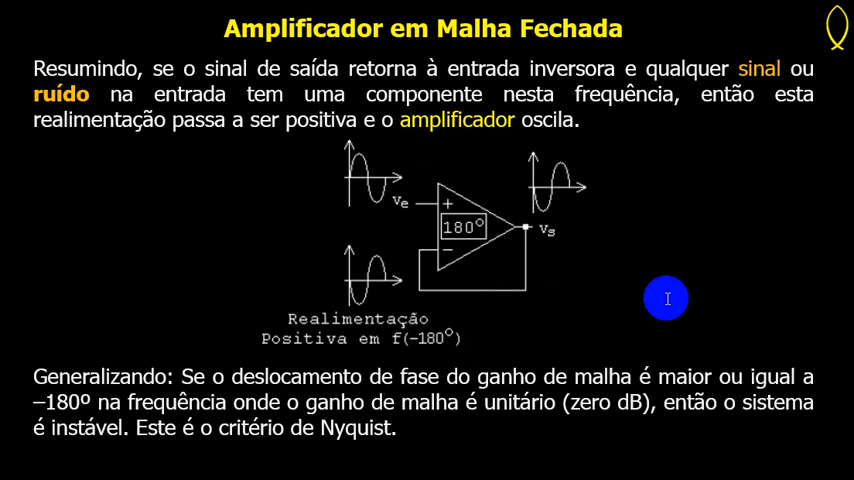 Amplificador em Malha Fechada
Resumindo, se o sinal de saída retorna à entrada inversora e qualquer sinal ou
ruído na entrada tem uma componente nesta frequência, então esta
realimentação passa a ser positiva e o amplificador oscila.
ve
+
180º
vs
−
Realimentação
Positiva em f(−180º)
Generalizando: Se o deslocamento de fase do ganho de malha é maior ou igual a
–180º na frequência onde o ganho de malha é unitário (zero dB), então o sistema
é instável. Este é o critério de Nyquist.